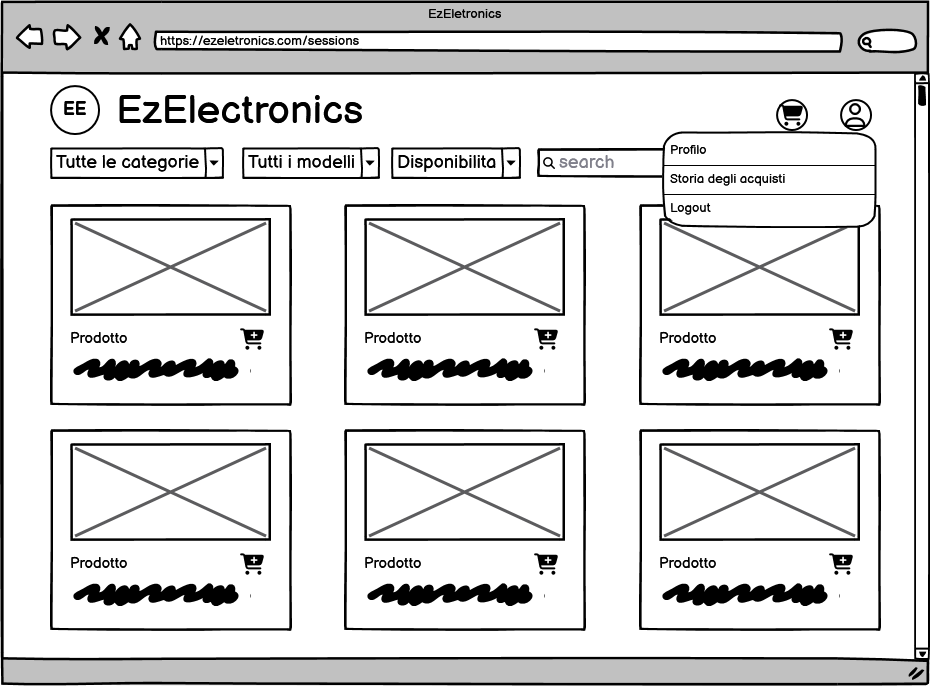 EzEletronics
https://ezeletronics.com/sessions
EE
EzElectronics
Tutte le categorie
Tutti i modelli
Disponibilita
search
Profilo
Storia degli acquisti
Logout
Prodotto
Prodotto
Prodotto
Prodotto
Prodotto
Prodotto